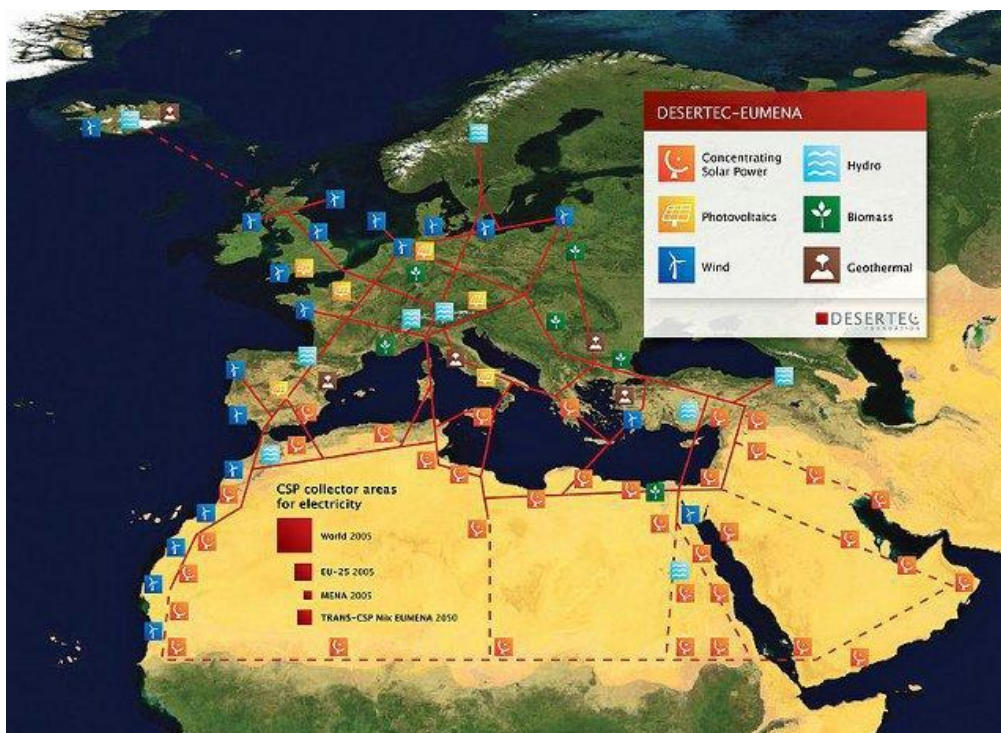 DESERTEC-EUMENA
Concentrating
Solar Power
Hydro
Photovoltaics
Biomass
Wind
Geothermal
DESERTEC
FOUNDATION
CSP collector areas
for electricity
World 2005
EU-25 2005
MENA 2005
TRANS-CSP Mix EUMENA 2050